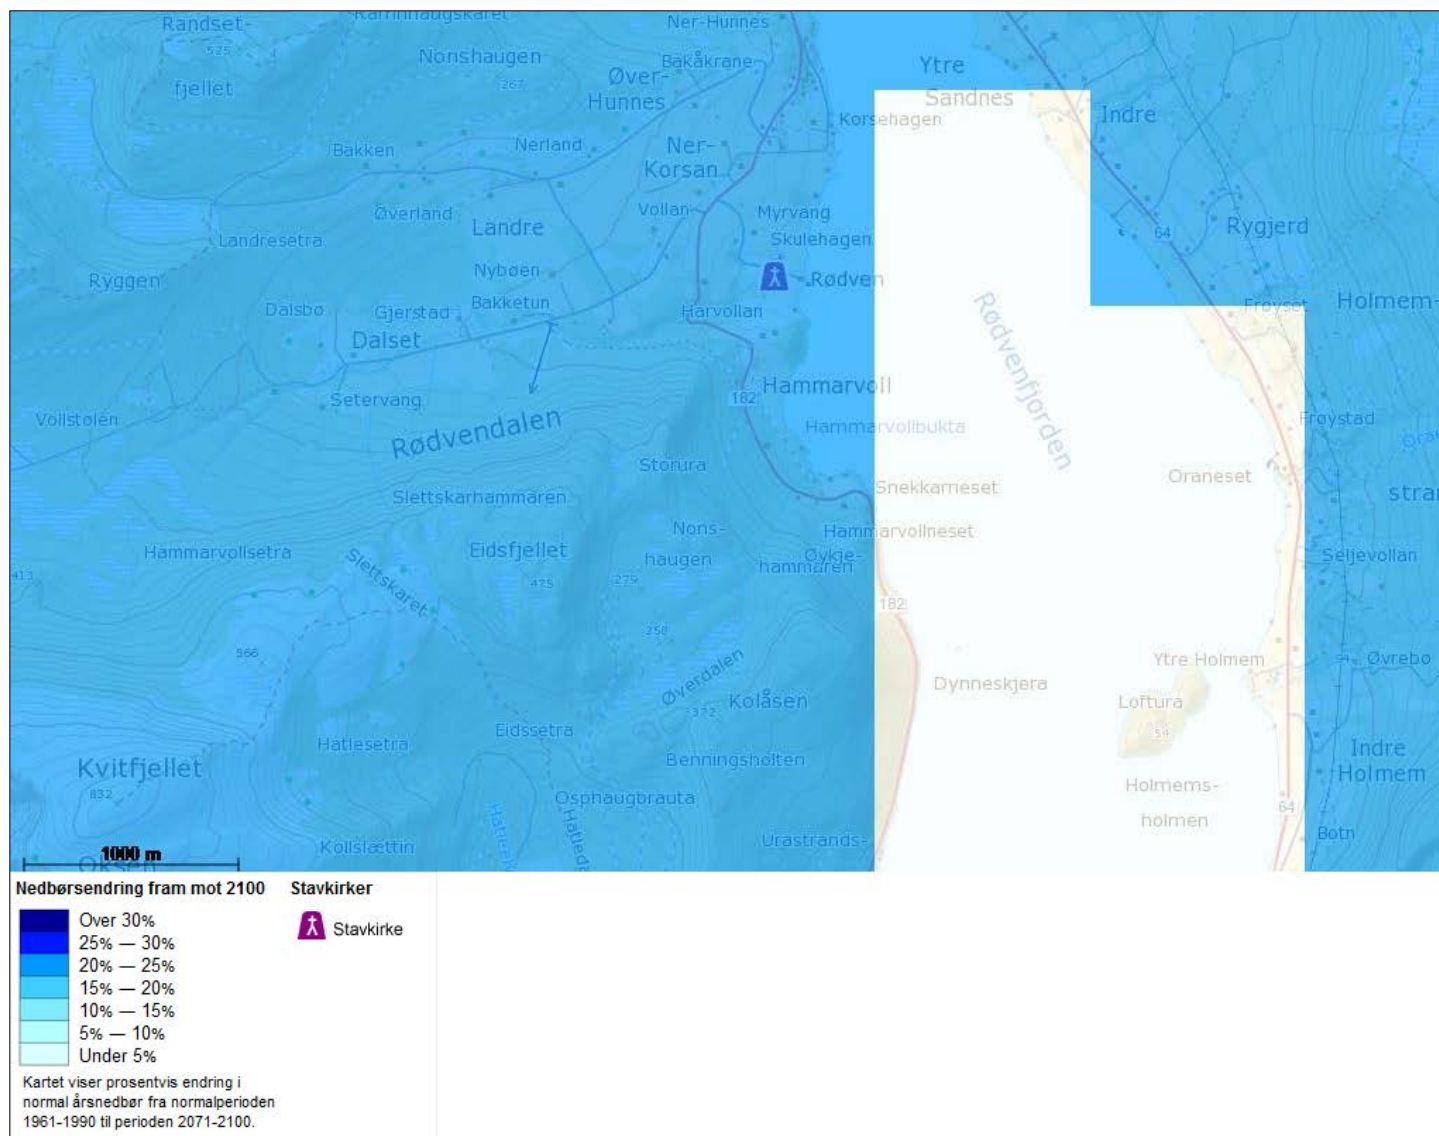 Randset-
fjellet
525
Ramnhaugskaret
Nonshaugen
267
Ner-Hunnes
Bakåkrane
Øver-
Hunnes
Ytre
Sandnes
Indre
Korsehagen
Bakken
Nerland
Ner-
Korsan
Øverland
Landre
Vollan
Myrvang
Skulehagen
64
Rygjerd
Landresetra
Ryggen
Nybøen
Rødven
Dalsbø
Gjerstad
Bakketun
Harvollan
Frøyset
Holmem-
Dalset
Rødvenfjorden
Setervang
182
Hammarvoll
Vollstølen
Rødvendalen
Hammarvollbukta
Frøystad
Storura
Oraneset
Slettskarhammaren
Snekkarneset
Hammarvollsetra
Slettskaret
Eidsfjellet
475
Nons-
haugen
279
Hammarvollneset
Øykje-
hammaren
Seljevollan
413
182
258
566
Øverdalen
Ytre Holmem
54
Øvrebø
Dynneskjera
Loftura
54
372
Kolåsen
Eidssetra
Hatlesetra
Benningsholten
Indre
Holmem
Kvitfjellet
832
Osphaugbrauta
Holmems-
holmen
64
Botn
Kollslættin
Urastrands-
1000 m
Oksen
Nedbørsendring fram mot 2100
Stavkirker
Over 30%
Stavkirke
25% — 30%
20% — 25%
15% — 20%
10% — 15%
5% — 10%
Under 5%
Kartet viser prosentvis endring i
normal årsnedbør fra normalperioden
1961-1990 til perioden 2071-2100.